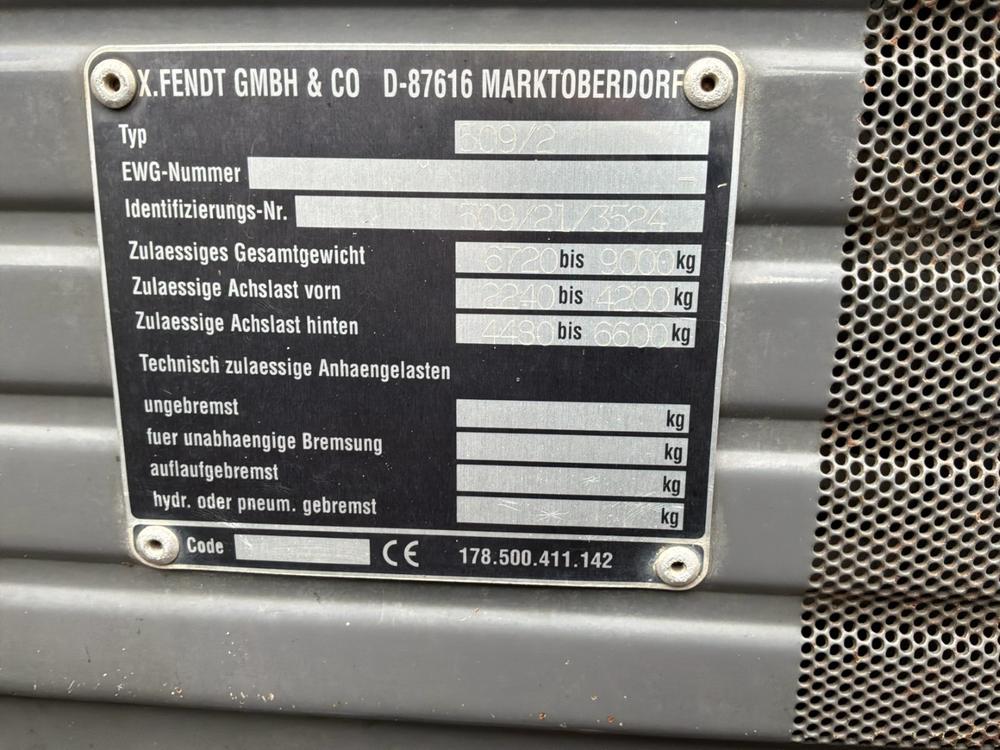 X.FENDT GMBH & CO D-87616 MARKTOBERDORF
Typ 509/2
EWG-Nummer -
Identifizierungs-Nr. 509/21/3524
Zulaessiges Gesamtgewicht 6720 bis 9000 kg
Zulaessige Achslast vorn 2240 bis 4200 kg
Zulaessige Achslast hinten 4480 bis 6600 kg
Technisch zulaessige Anhaengelasten
ungebremst kg
fuer unabhaengige Bremsung kg
auflaufgebremst kg
hydr. oder pneum. gebremst kg
Code CE 178.500.411.142